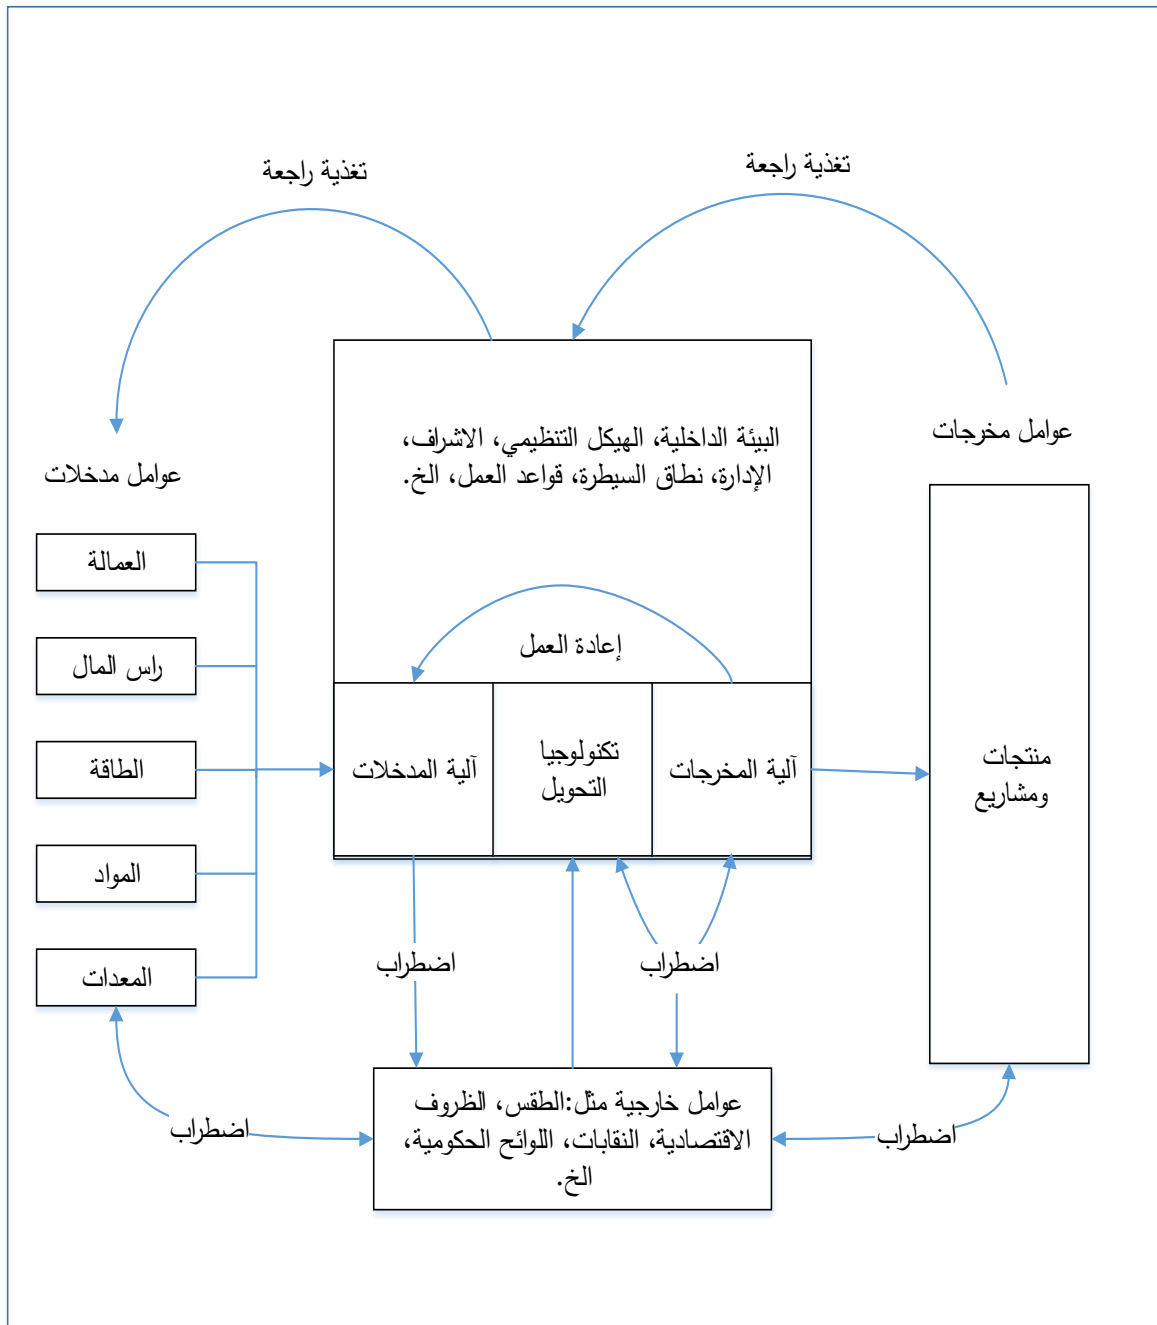 تغذية راجعة
تغذية راجعة
عوامل مخرجات
البيئة الداخلية، الهيكل التنظيمي، الاشراف،
الإدارة، نطاق السيطرة، قواعد العمل، الخ.
عوامل مدخلات
العمالة
راس المال
الطاقة
المواد
المعدات
إعادة العمل
آلية المدخلات
تكنولوجيا
التحويل
آلية المخرجات
منتجات
ومشاريع
اضطراب
اضطراب
اضطراب
اضطراب
عوامل خارجية مثل:الطقس، الظروف
الاقتصادية، النقابات، اللوائح الحكومية،
الخ.